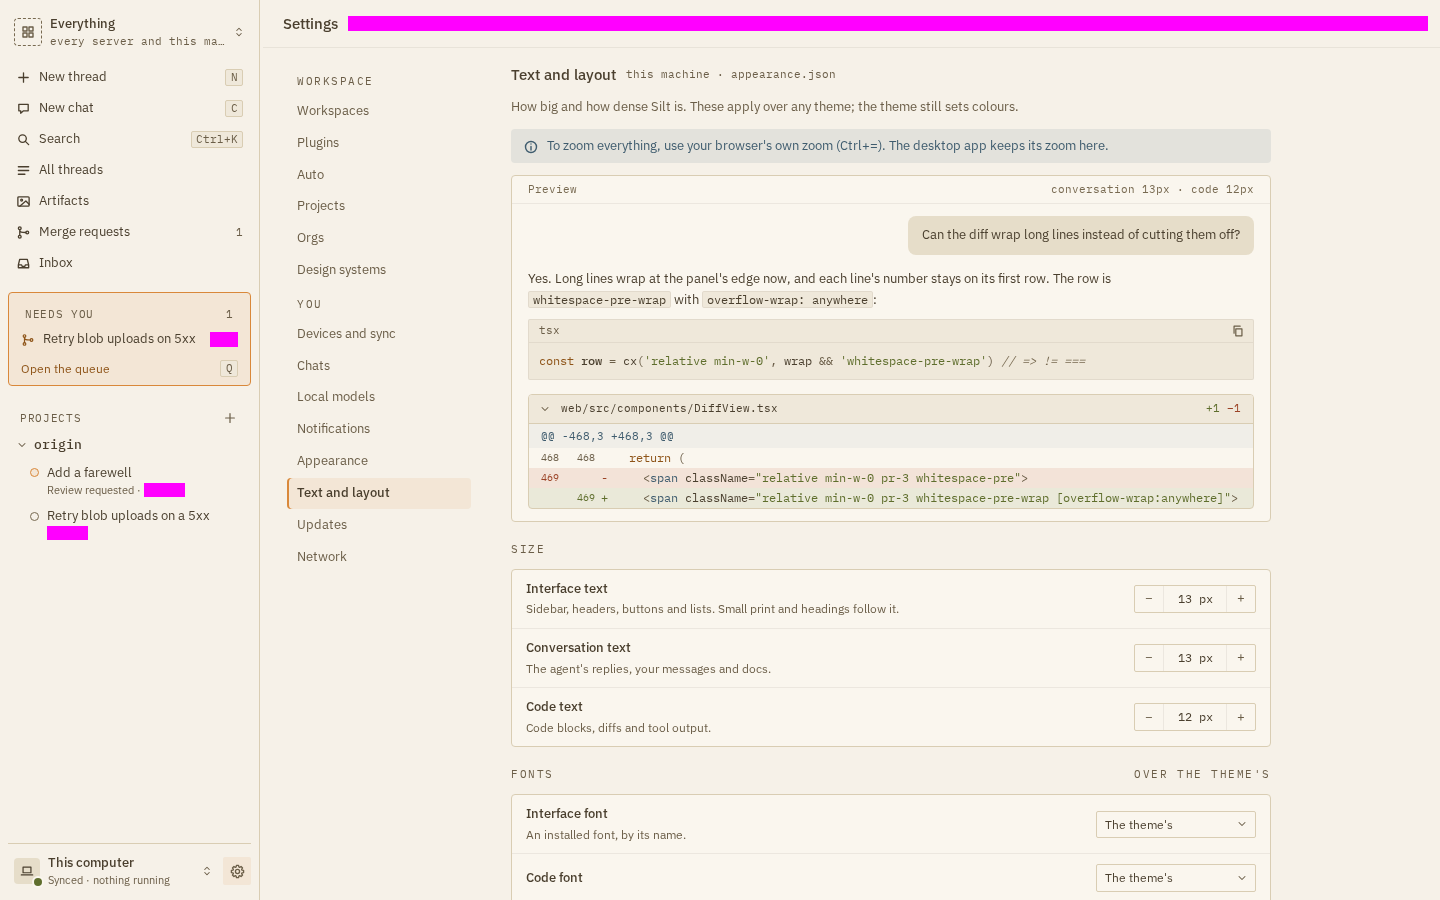 Everything
every server and this ma…
New thread N
New chat C
Search Ctrl+K
All threads
Artifacts
Merge requests 1
Inbox
NEEDS YOU 1
Retry blob uploads on 5xx
Open the queue Q
PROJECTS
origin
Add a farewell
Review requested ·
Retry blob uploads on a 5xx
This computer
Synced · nothing running
Settings
WORKSPACE
Workspaces
Plugins
Auto
Projects
Orgs
Design systems
YOU
Devices and sync
Chats
Local models
Notifications
Appearance
Text and layout
Updates
Network
Text and layout this machine · appearance.json
How big and how dense Silt is. These apply over any theme; the theme still sets colours.
To zoom everything, use your browser's own zoom (Ctrl+=). The desktop app keeps its zoom here.
Preview conversation 13px · code 12px
Can the diff wrap long lines instead of cutting them off?
Yes. Long lines wrap at the panel's edge now, and each line's number stays on its first row. The row is
whitespace-pre-wrap with overflow-wrap: anywhere:
tsx
const row = cx('relative min-w-0', wrap && 'whitespace-pre-wrap') // => != ===
web/src/components/DiffView.tsx +1 −1
@@ -468,3 +468,3 @@
468 468 return (
469 - <span className="relative min-w-0 pr-3 whitespace-pre">
469 + <span className="relative min-w-0 pr-3 whitespace-pre-wrap [overflow-wrap:anywhere]">
SIZE
Interface text
Sidebar, headers, buttons and lists. Small print and headings follow it.
− 13 px +
Conversation text
The agent's replies, your messages and docs.
− 13 px +
Code text
Code blocks, diffs and tool output.
− 12 px +
FONTS OVER THE THEME'S
Interface font
An installed font, by its name.
The theme's
Code font
The theme's